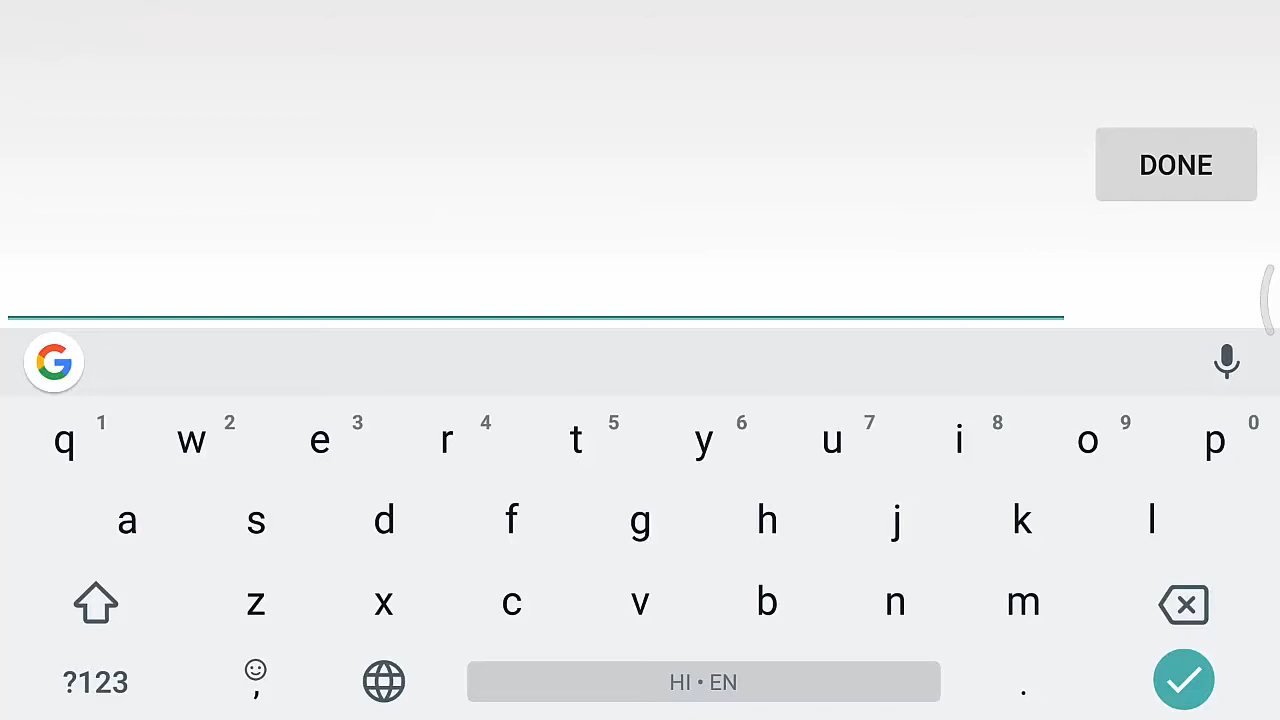 DONE
q 1 w 2 e 3 r 4 t 5 y 6 u 7 i 8 o 9 p 0
a s d f g h j k l
z x c v b n m
?123 , HI • EN .